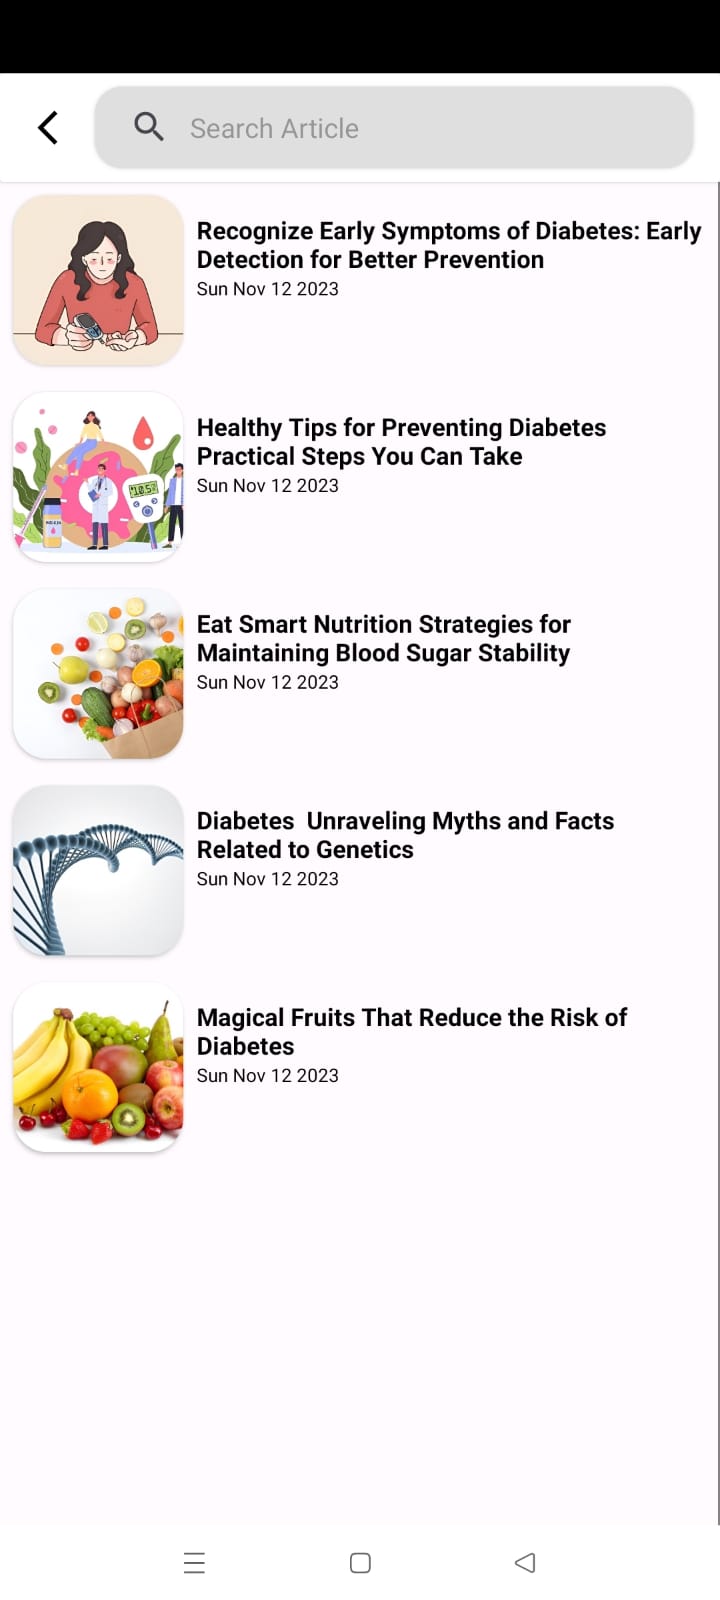 Search Article
Recognize Early Symptoms of Diabetes: Early
Detection for Better Prevention
Sun Nov 12 2023
Healthy Tips for Preventing Diabetes
Practical Steps You Can Take
Sun Nov 12 2023
Eat Smart Nutrition Strategies for
Maintaining Blood Sugar Stability
Sun Nov 12 2023
Diabetes  Unraveling Myths and Facts
Related to Genetics
Sun Nov 12 2023
Magical Fruits That Reduce the Risk of
Diabetes
Sun Nov 12 2023